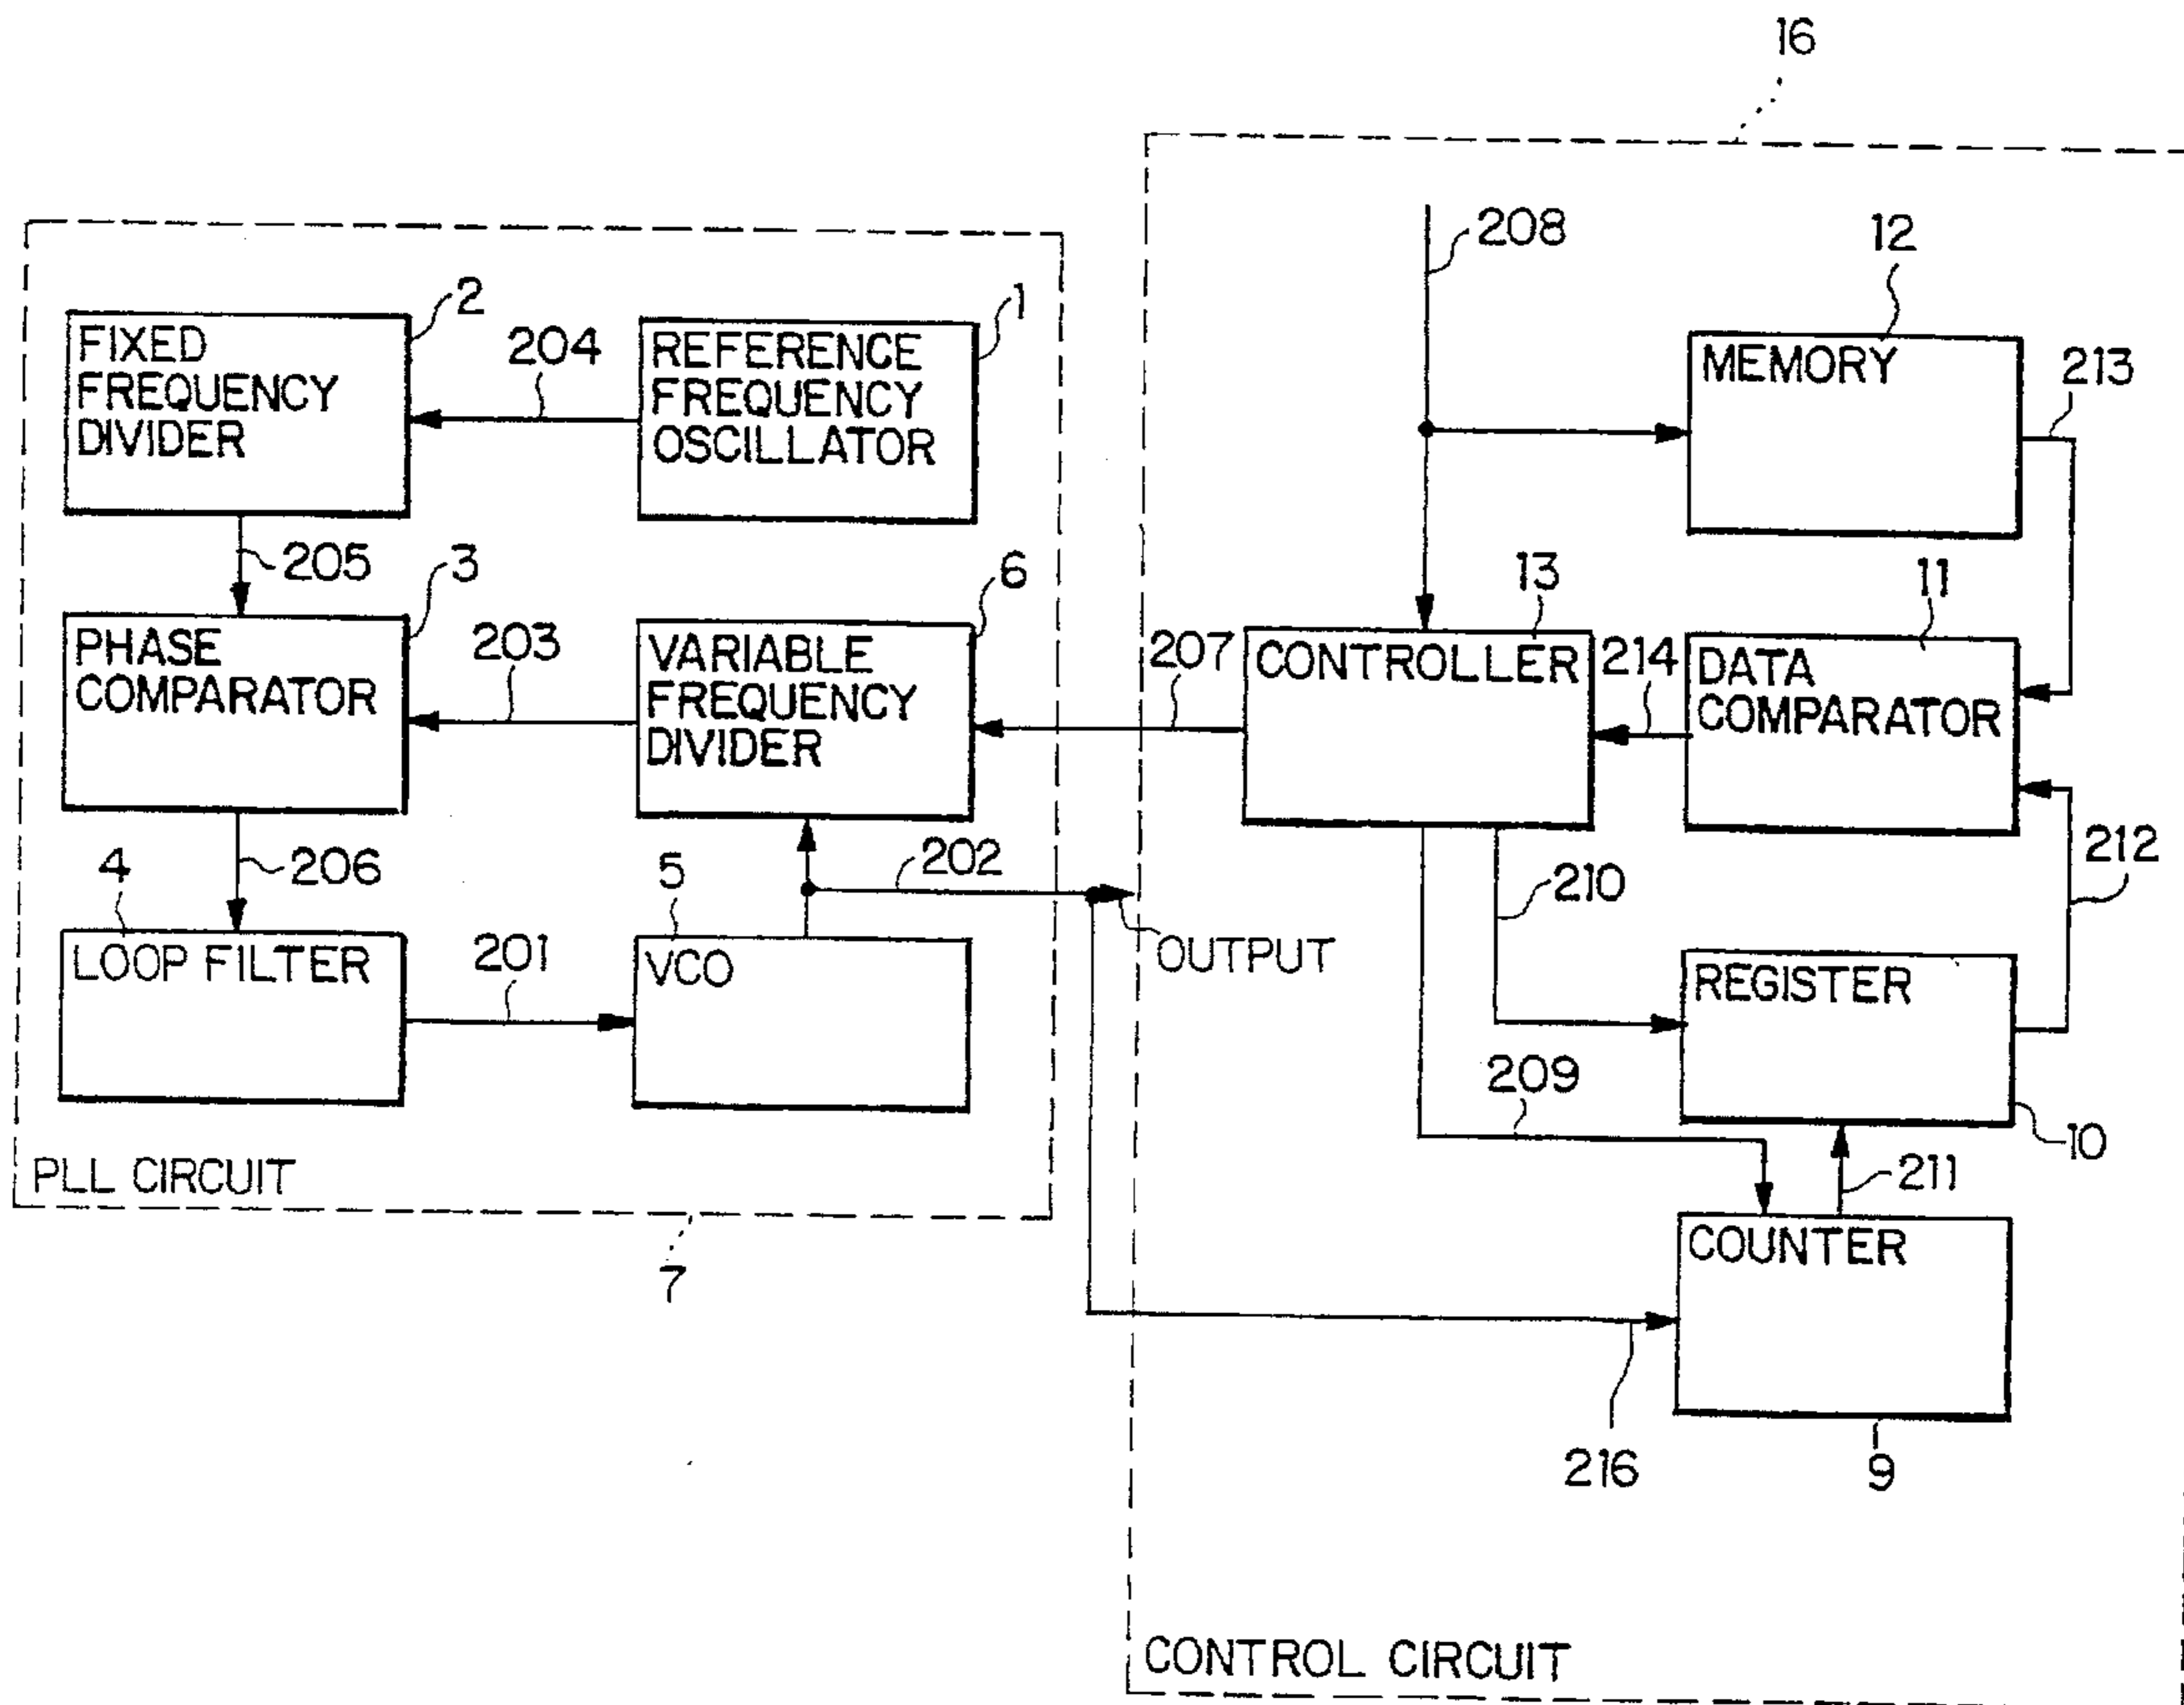 16
208
12
2
1
FIXED
FREQUENCY
DIVIDER
204
REFERENCE
FREQUENCY
OSCILLATOR
MEMORY
213
205
3
6
13
11
PHASE
COMPARATOR
203
VARIABLE
FREQUENCY
DIVIDER
207
CONTROLLER
214
DATA
COMPARATOR
4
206
5
202
210
212
LOOP FILTER
201
VCO
OUTPUT
REGISTER
209
10
PLL CIRCUIT
211
7
COUNTER
216
9
CONTROL CIRCUIT